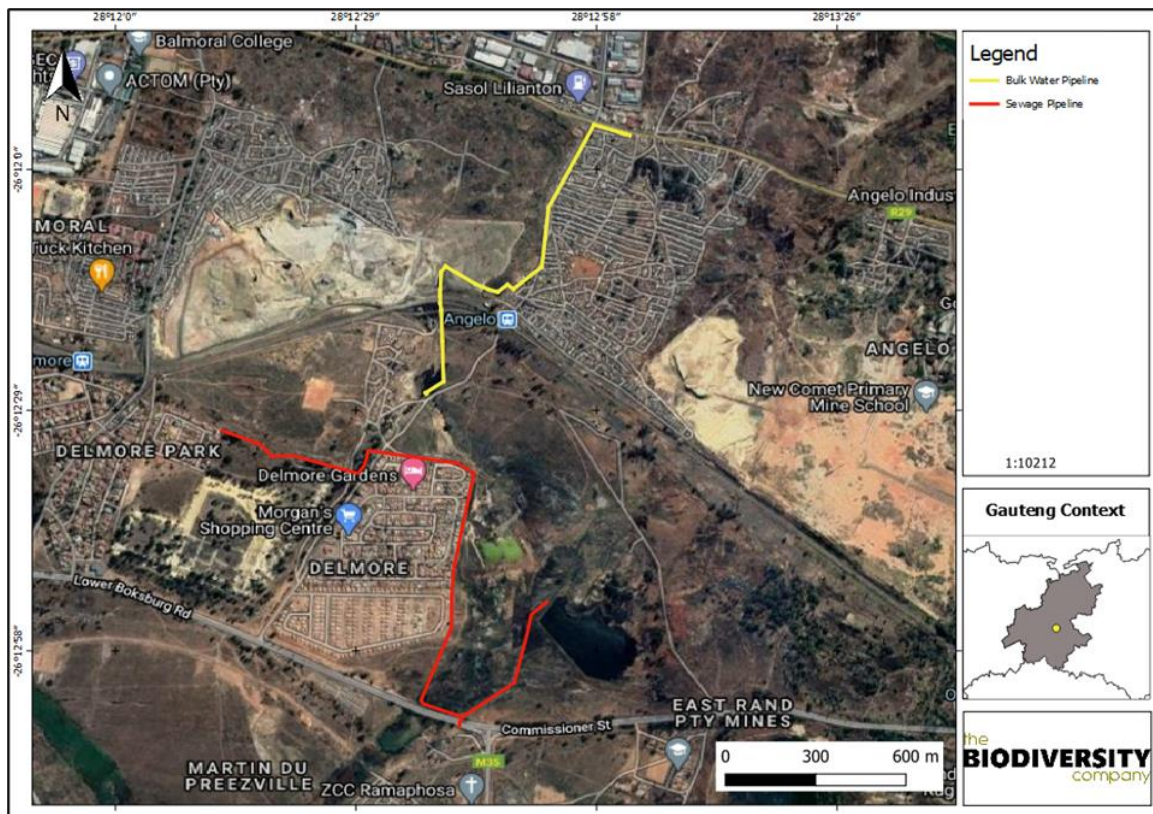 28°12'0"
28°12'29"
28°12'58"
28°13'26"
Balmoral College
ACTOM (Pty)
N
Sasol Lilianton
-26°12'0"
Angelo Indus
R29
Truck Kitchen
Angelo
ANGELO
New Comet Primary
Mine School
-26°12'29"
DELMORE PARK
Delmore Gardens
Morgan's
Shopping Centre
DELMORE
Lower Boksburg Rd
-26°12'58"
EAST RAND
PTY MINES
Commissioner St
M35
MARTIN DU
PREEZVILLE
ZCC Ramaphosa
0 300 600 m
Legend
Bulk Water Pipeline
Sewage Pipeline
1:10212
Gauteng Context
the
BIODIVERSITY
company